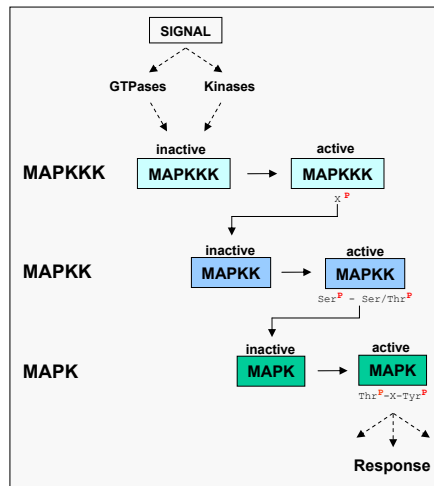 SIGNAL
GTPases Kinases
inactive active
MAPKKK MAPKKK MAPKKK
X P
inactive active
MAPKK MAPKK MAPKK
Ser P – Ser/Thr P
inactive active
MAPK MAPK MAPK
Thr P-X-Tyr P
Response